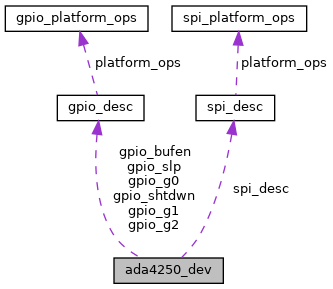 gpio_platform_ops
spi_platform_ops
platform_ops
platform_ops
gpio_desc
spi_desc
gpio_bufen
gpio_slp
gpio_g0
gpio_shtdwn
gpio_g1
gpio_g2
spi_desc
ada4250_dev